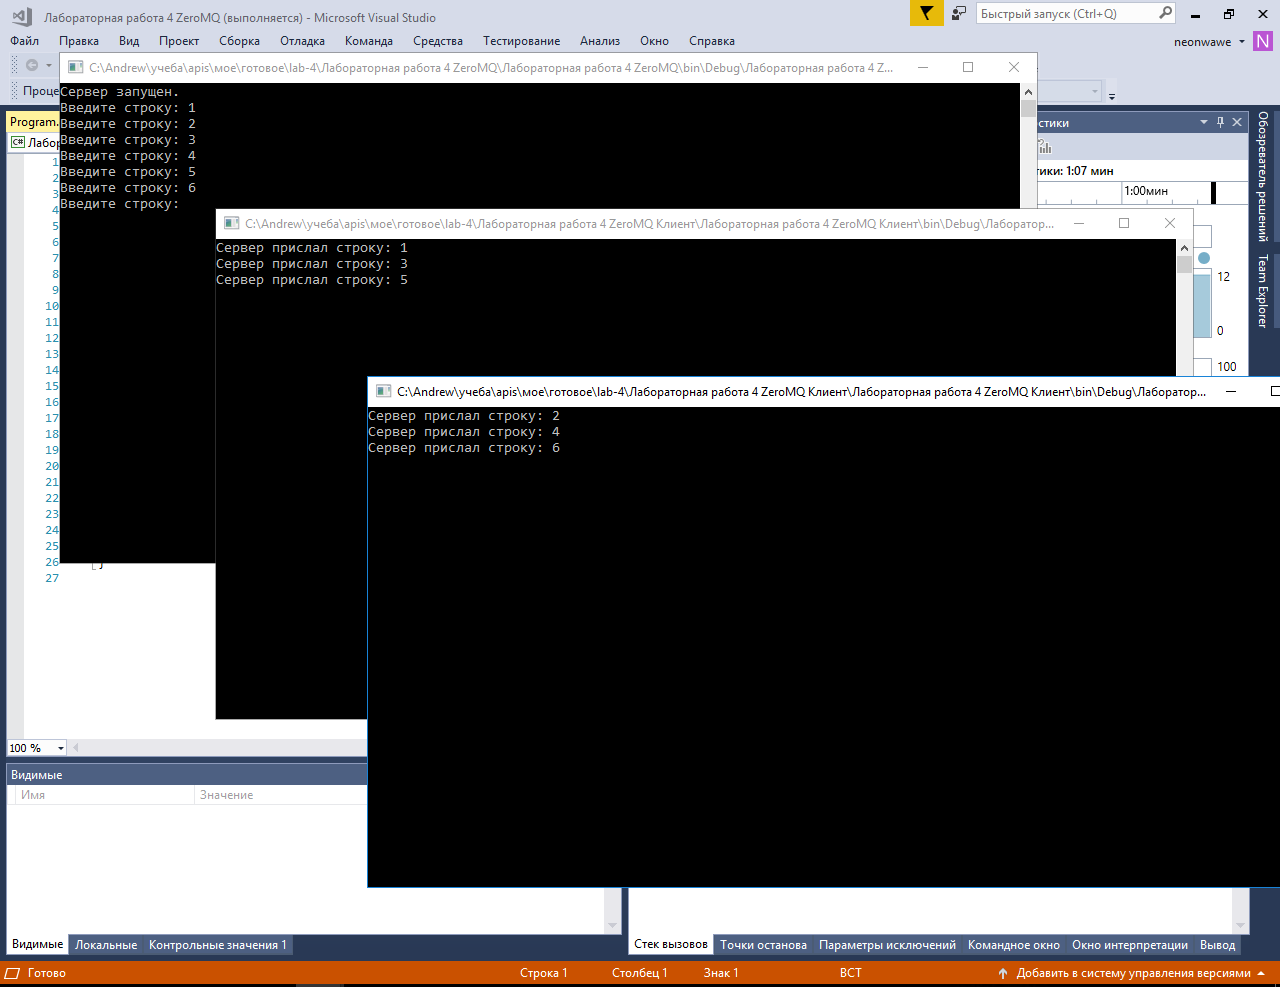 Лабораторная работа 4 ZeroMQ (выполняется) - Microsoft Visual Studio
Быстрый запуск (Ctrl+Q)
Файл Правка Вид Проект Сборка Отладка Команда Средства Тестирование Анализ Окно Справка
neonwawe N
C:\Andrew\учеба\apis\мое\готовое\lab-4\Лабораторная работа 4 ZeroMQ\Лабораторная работа 4 ZeroMQ\bin\Debug\Лабораторная работа 4 Z...
Сервер запущен.
Введите строку: 1
Введите строку: 2
Введите строку: 3
Введите строку: 4
Введите строку: 5
Введите строку: 6
Введите строку:
C:\Andrew\учеба\apis\мое\готовое\lab-4\Лабораторная работа 4 ZeroMQ Клиент\Лабораторная работа 4 ZeroMQ Клиент\bin\Debug\Лаборатор...
Сервер прислал строку: 1
Сервер прислал строку: 3
Сервер прислал строку: 5
C:\Andrew\учеба\apis\мое\готовое\lab-4\Лабораторная работа 4 ZeroMQ Клиент\Лабораторная работа 4 ZeroMQ Клиент\bin\Debug\Лаборатор...
Сервер прислал строку: 2
Сервер прислал строку: 4
Сервер прислал строку: 6
Проце
Program.
C# Лабор
1
2
3
4
5
6
7
8
9
10
11
12
13
14
15
16
17
18
19
20
21
22
23
24
25
26 }
27
стики
тики: 1:07 мин
1:00мин
12
0
100
Обозреватель решений
Team Explorer
100 %
Видимые
Имя Значение
Видимые Локальные Контрольные значения 1
Стек вызовов Точки останова Параметры исключений Командное окно Окно интерпретации Вывод
Готово Строка 1 Столбец 1 Знак 1 ВСТ Добавить в систему управления версиями